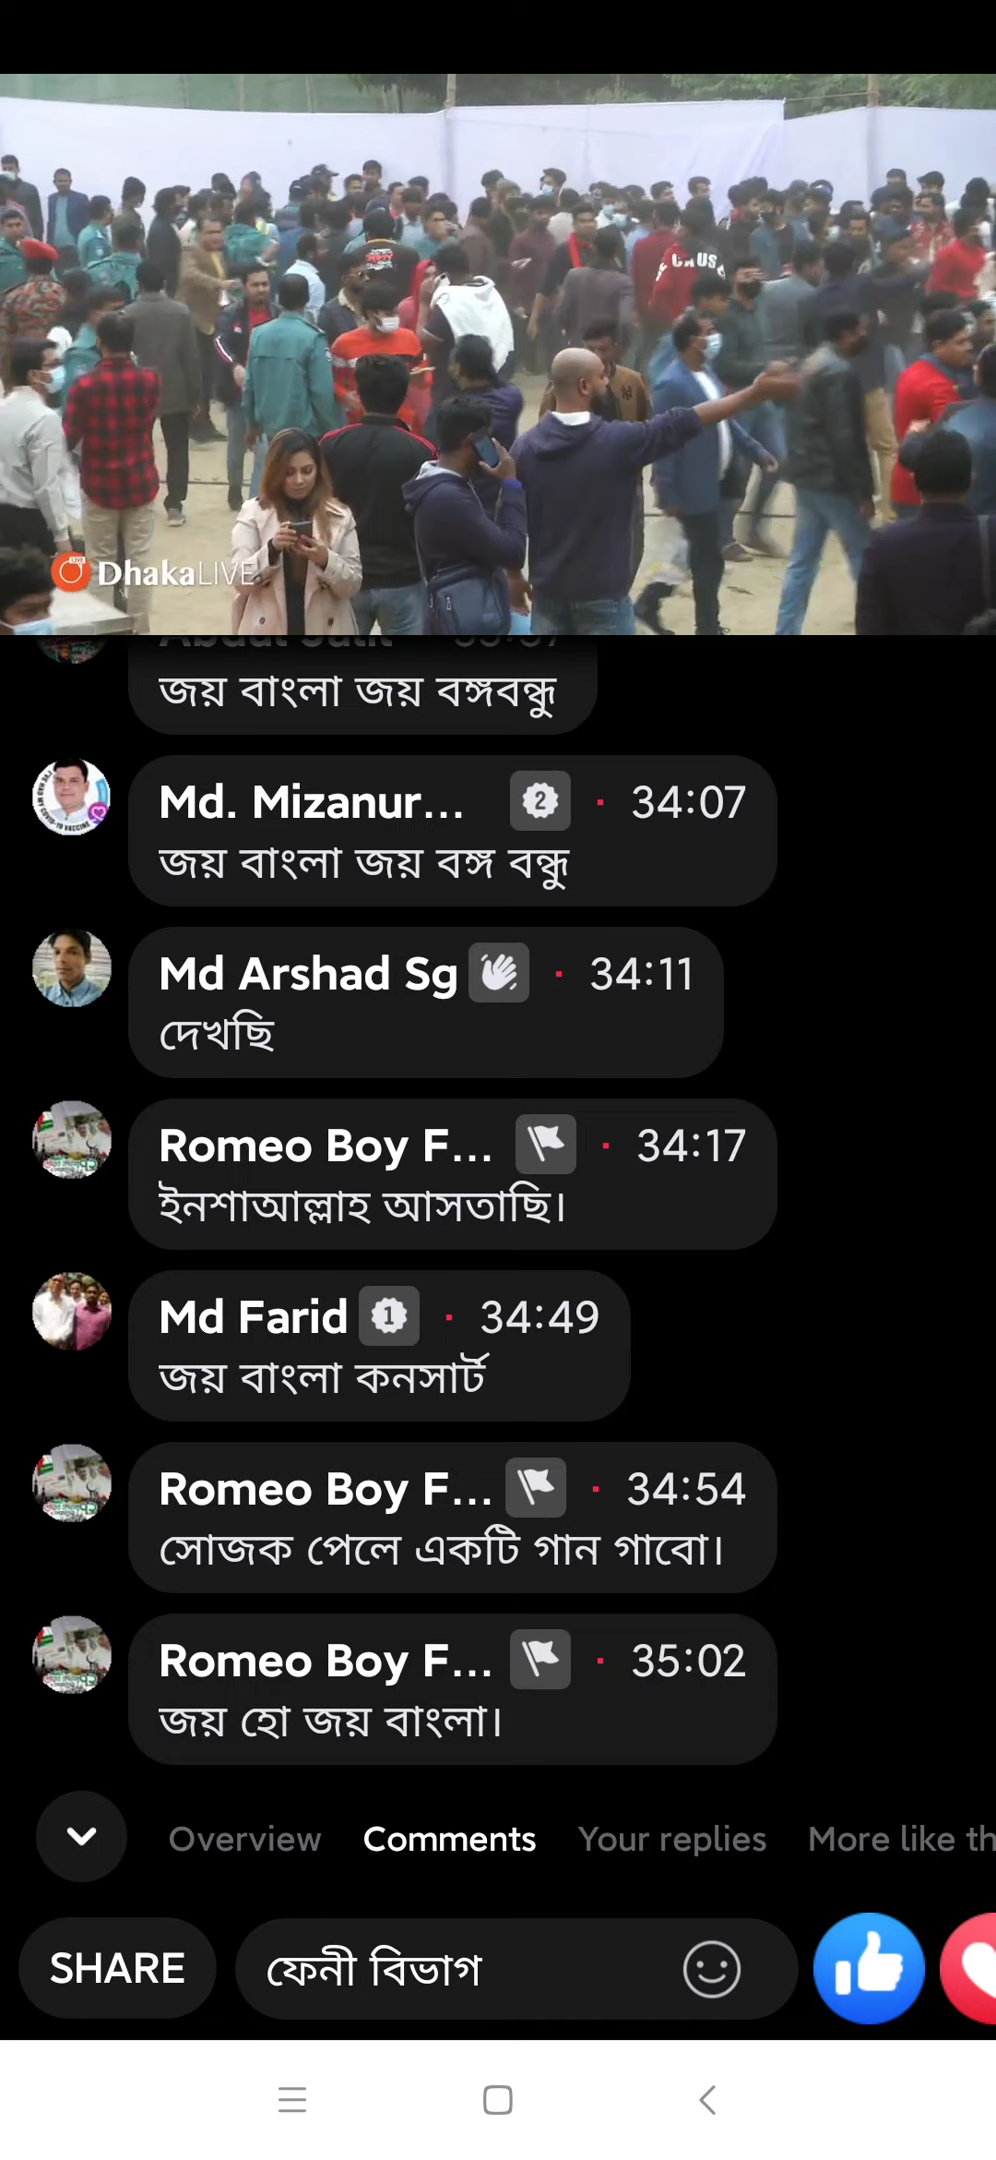 CAUS
DhakaLIVE
জয় বাংলা জয় বঙ্গবন্ধু
Md. Mizanur... 2 · 34:07
জয় বাংলা জয় বঙ্গ বন্ধু
Md Arshad Sg · 34:11
দেখছি
Romeo Boy F... · 34:17
ইনশাআল্লাহ আসতাছি।
Md Farid 1 · 34:49
জয় বাংলা কনসার্ট
Romeo Boy F... · 34:54
সোজক পেলে একটি গান গাবো।
Romeo Boy F... · 35:02
জয় হো জয় বাংলা।
Overview Comments Your replies More like th
SHARE ফেনী বিভাগ